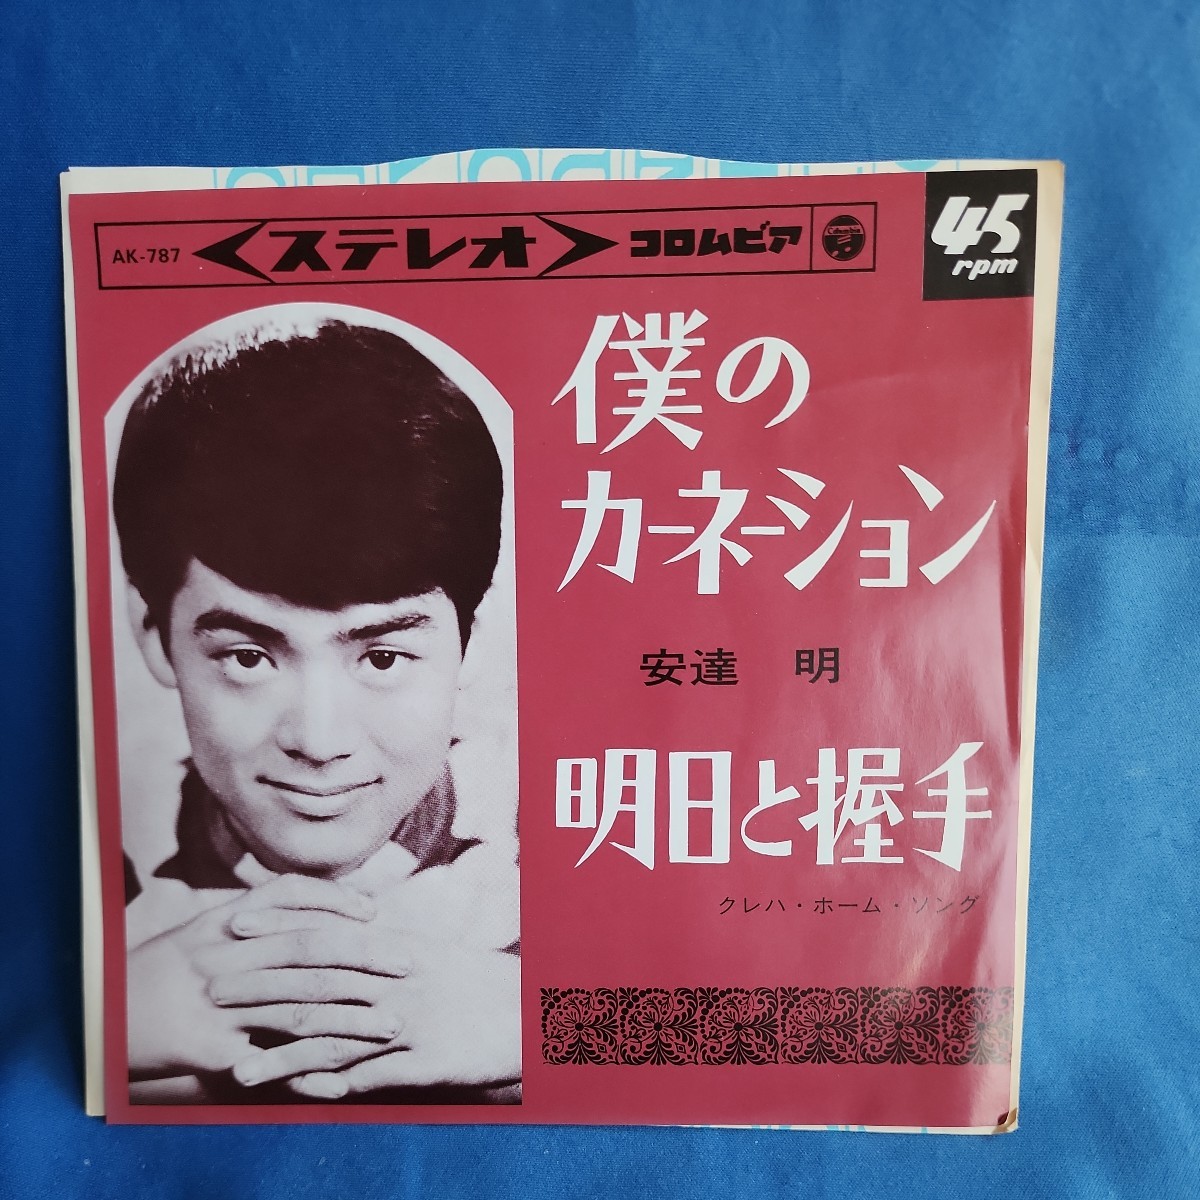 AK-787 ステレオ コロムビア Columbia
45
rpm
僕の
カーネーション
安達 明
明日と握手
クレハ・ホーム・ソング